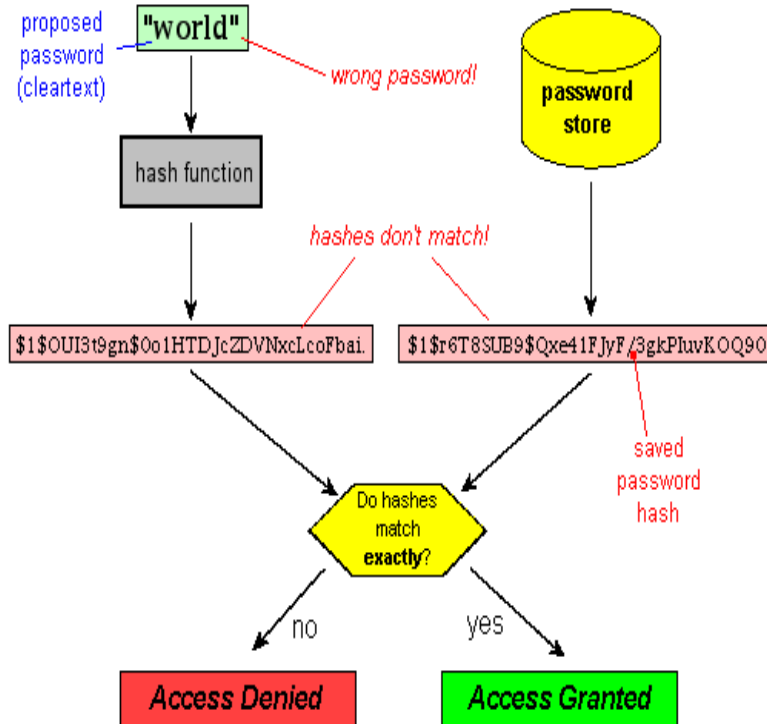 proposed
password
(cleartext)
"world"
wrong password!
password
store
hash function
hashes don't match!
$1$OUI3t9gn$0o1HTDJcZDVNxcLcoFbai.
$1$r6T8SUB9$Qxe41FJyF/3gkPIuvKOQ90
saved
password
hash
Do hashes
match
exactly?
no
yes
Access Denied
Access Granted